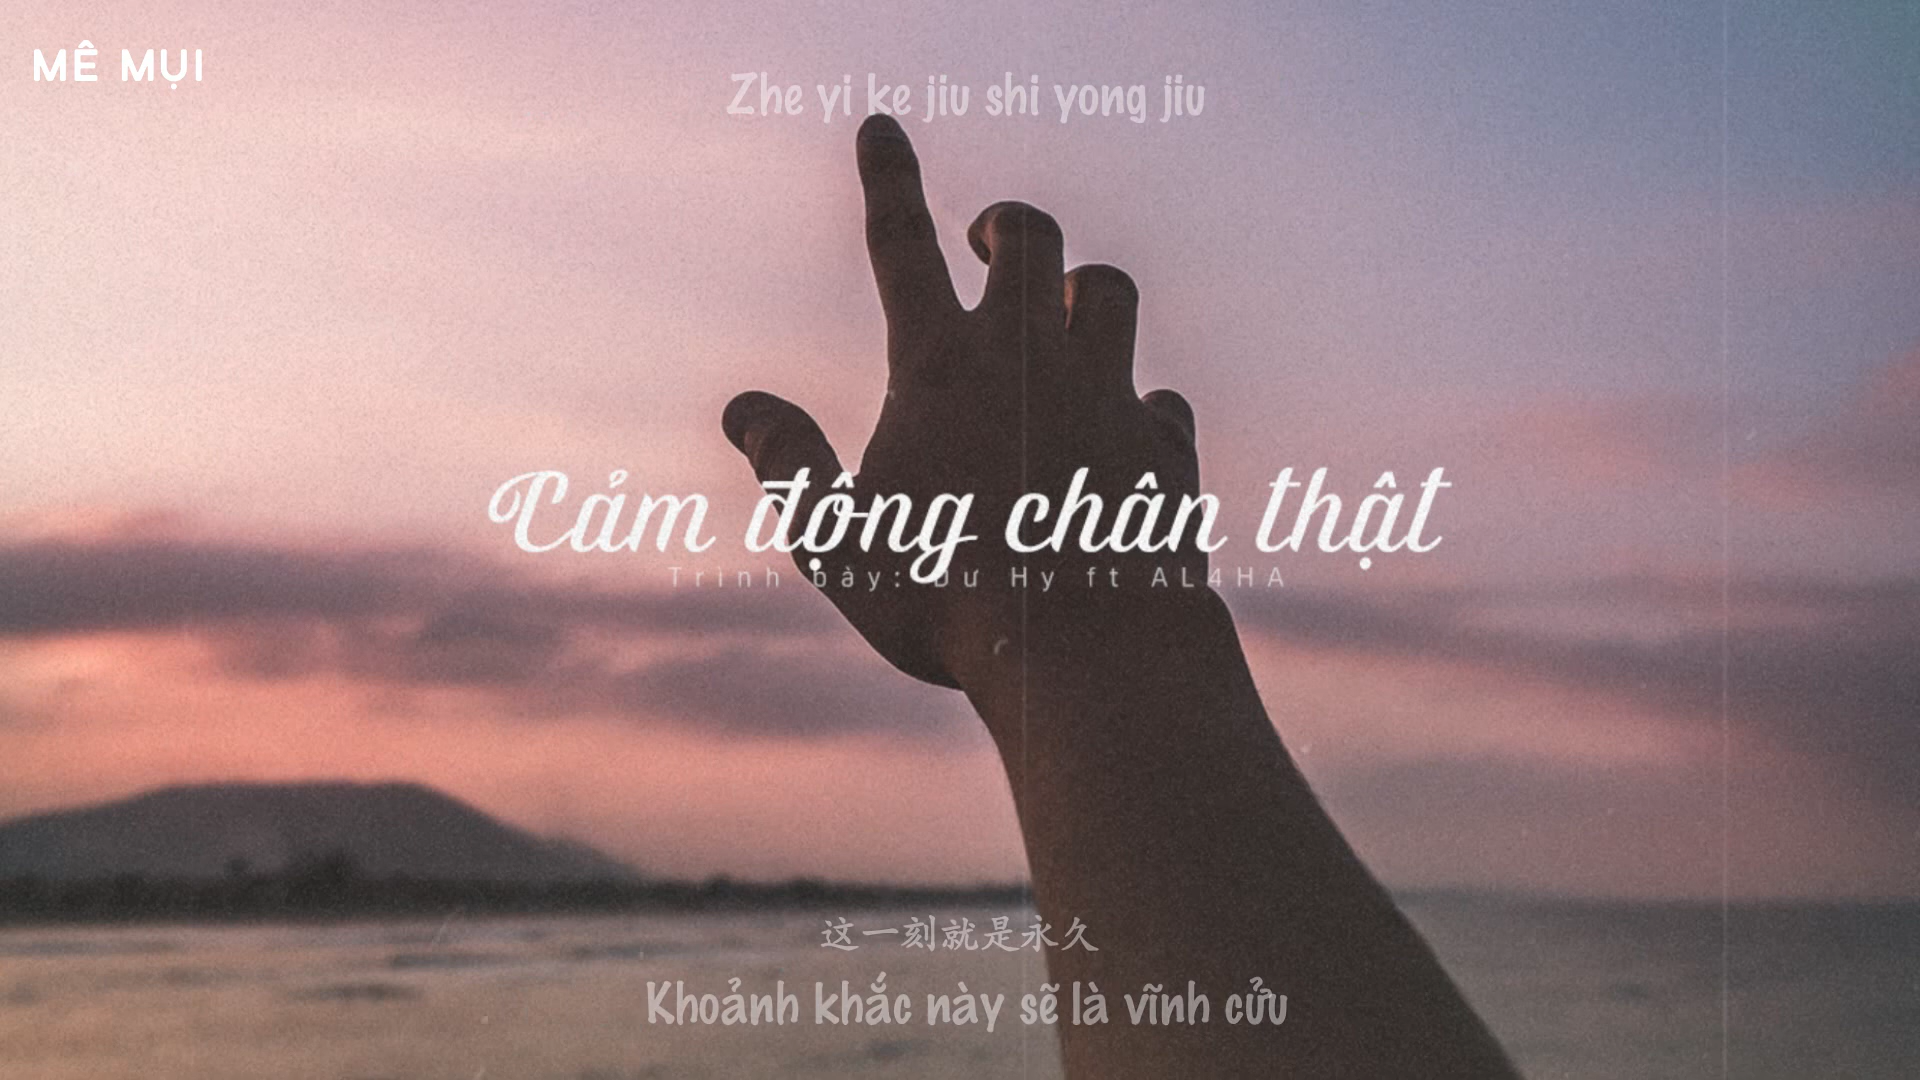 MÊ MỤI
Zhe yi ke jiu shi yong jiu
Cảm động chân thật
Trình bày: Dư Hy ft AL4HA
这一刻就是永久
Khoảnh khắc này sẽ là vĩnh cửu